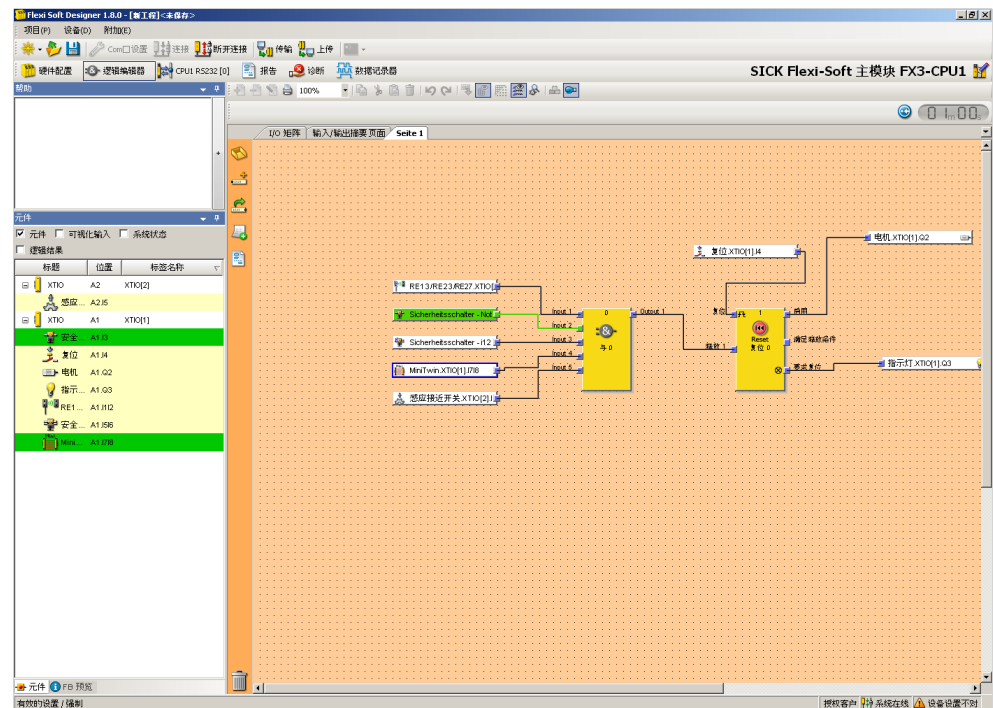 Flexi Soft Designer 1.8.0 - [新工程]<未保存>
项目(P) 设备(D) 附加(E)
Com口设置 连接 断开连接 传输 上传
硬件配置 逻辑编辑器 CPU1 RS232 [0] 报告 诊断 数据记录器 SICK Flexi-Soft 主模块 FX3-CPU1
帮助
100%
I/O 矩阵 输入/输出摘要页面 Seite 1
元件
元件 可视化输入 系统状态
逻辑结果
标题 位置 标签名称
XTIO A2 XTIO[2]
感应... A2.I5
XTIO A1 XTIO[1]
安全... A1.I3
复位 A1.I4
电机 A1.Q2
指示... A1.Q3
RE1... A1.I1I2
安全... A1.I5I6
Mini... A1.I7I8
电机.XTIO[1].Q2
复位.XTIO[1].I4
RE13/RE23/RE27.XTIO[
Sicherheitsschalter - Not
Sicherheitsschalter - i12
MiniTwin.XTIO[1].I7I8
感应接近开关.XTIO[2].I
Input 1
Input 2
Input 3
Input 4
Input 5
0
&
与 0
Output 1
复位
释放 1
1
Reset
复位 0
启用
满足释放条件
要求复位
指示灯.XTIO[1].Q3
元件 FB 预览
有效的设置 / 强制 授权客户 系统在线 设备设置不对